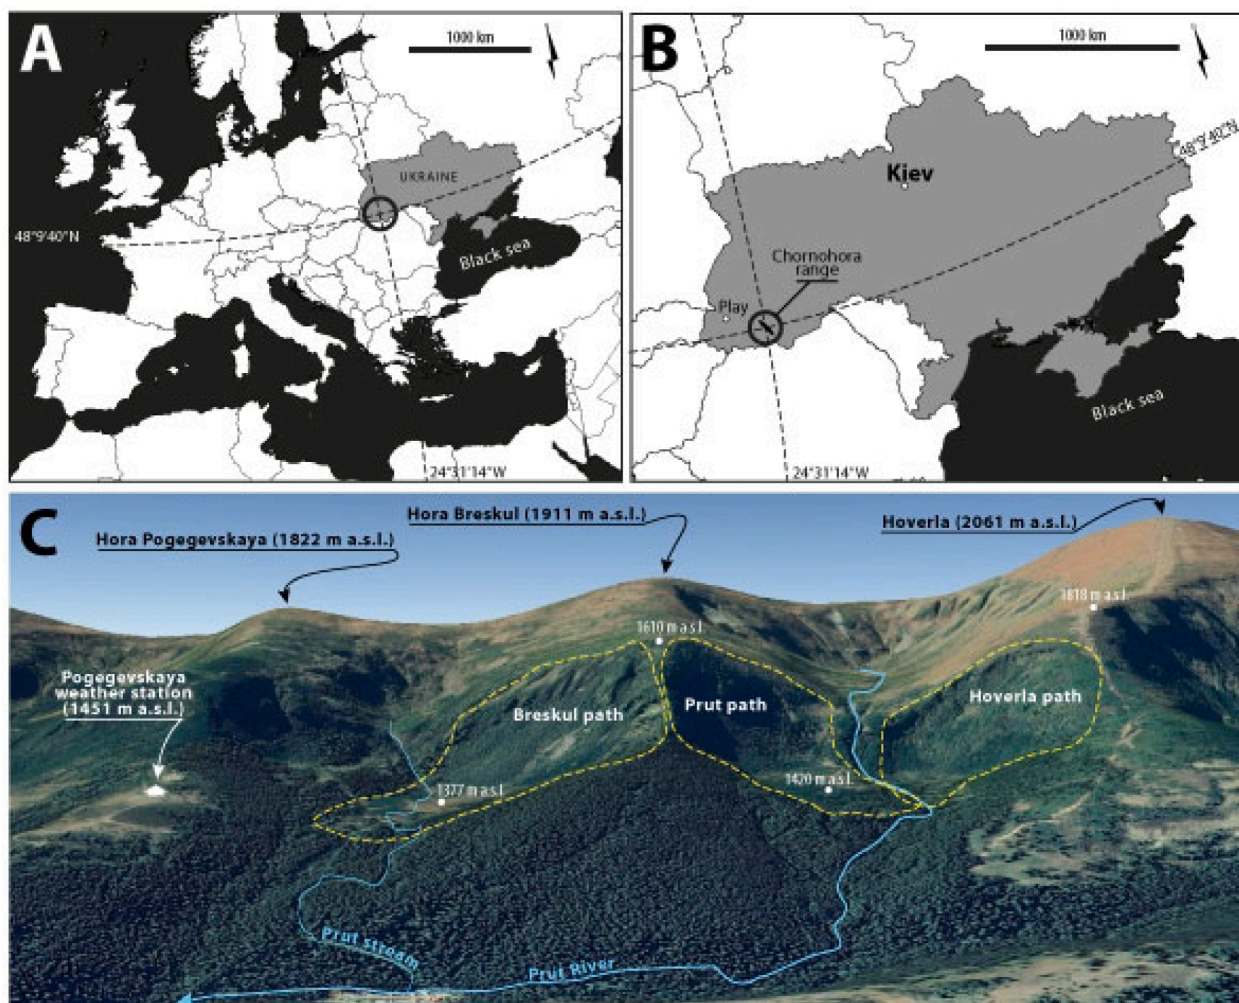 A
1000 km
UKRAINE
48°9'40"N
Black sea
24°31'14"W
B
1000 km
48°9'40"N
Kiev
Chornohora
range
Play
Black sea
24°31'14"W
C
Hora Pogegevskaya (1822 m a.s.l.)
Hora Breskul (1911 m a.s.l.)
Hoverla (2061 m a.s.l.)
1818 m a.s.l.
1610 m a.s.l.
Pogegevskaya
weather station
(1451 m a.s.l.)
Breskul path
Prut path
Hoverla path
1377 m a.s.l.
1420 m a.s.l.
Prut stream
Prut River